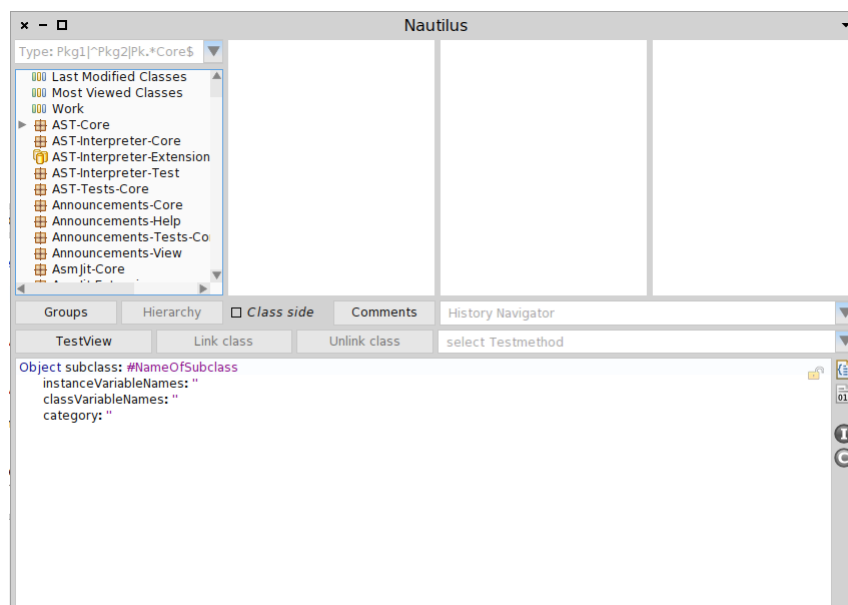 Nautilus
Type: Pkg1|^Pkg2|Pk.*Core$
Last Modified Classes
Most Viewed Classes
Work
AST-Core
AST-Interpreter-Core
AST-Interpreter-Extension
AST-Interpreter-Test
AST-Tests-Core
Announcements-Core
Announcements-Help
Announcements-Tests-Co
Announcements-View
AsmJit-Core
Groups Hierarchy Class side Comments History Navigator
TestView Link class Unlink class select Testmethod
Object subclass: #NameOfSubclass
instanceVariableNames: ''
classVariableNames: ''
category: ''
01
I
C